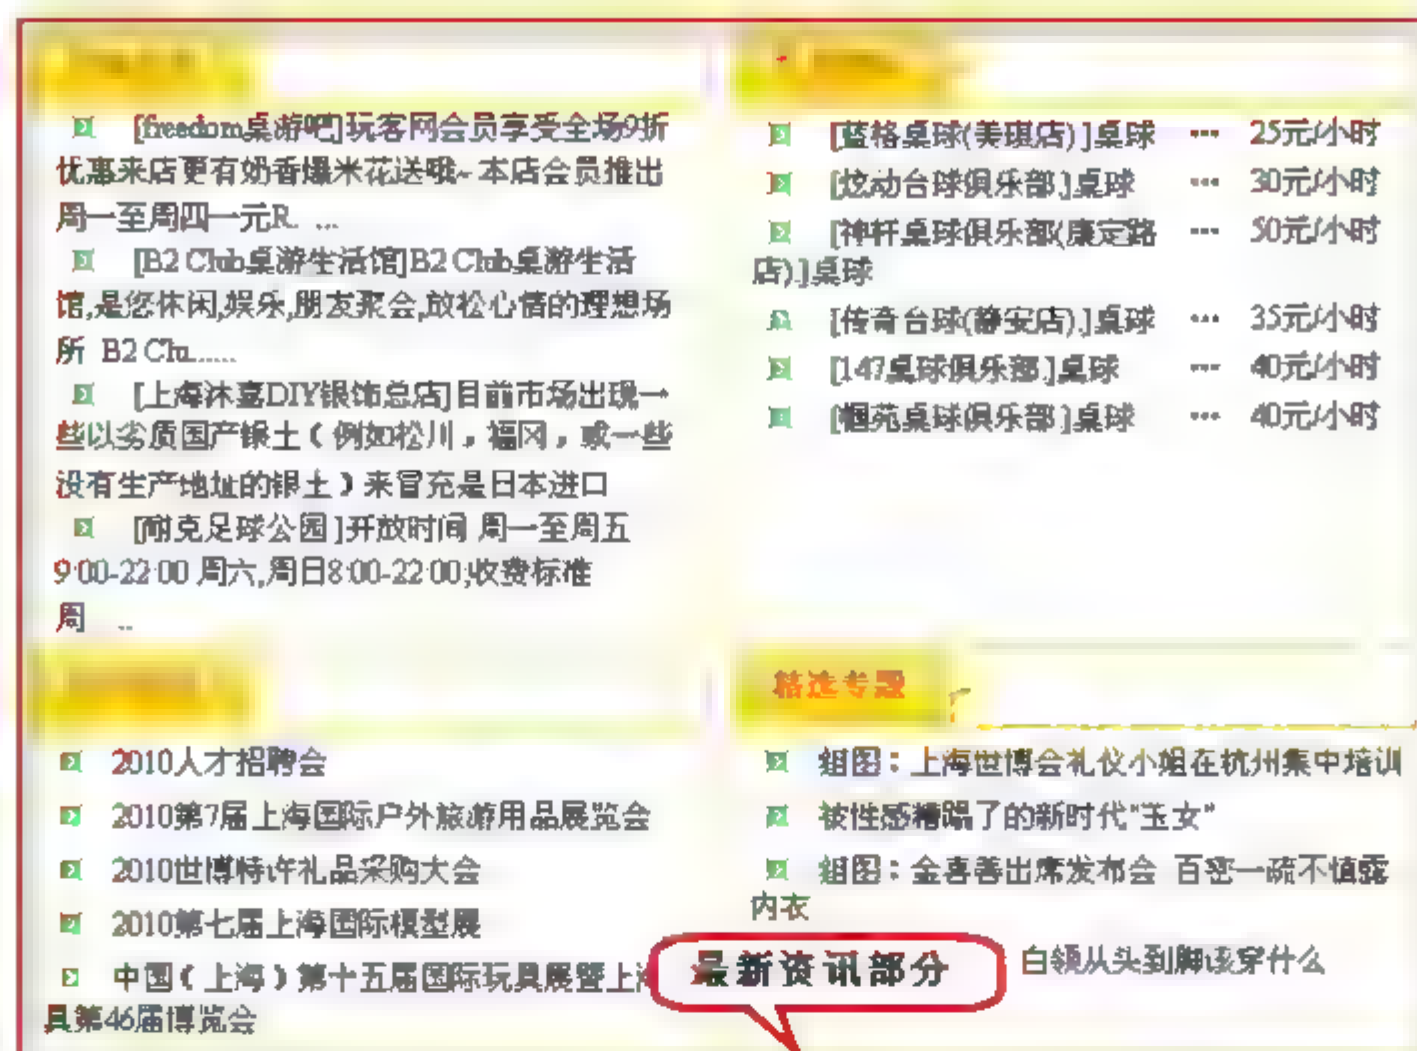 [freedom桌游吧]玩客网会员享受全场9折
优惠来店更有奶香爆米花送哦~本店会员推出
周一至周四一元R. ...
[B2 Club桌游生活馆]B2 Club桌游生活
馆,是您休闲,娱乐,朋友聚会,放松心情的理想场
所 B2 Clu......
[上海沐嘉DIY银饰总店]目前市场出现一
些以劣质国产银土(例如松川,福冈,或一些
没有生产地址的银土)来冒充是日本进口
[耐克足球公园]开放时间 周一至周五
9:00-22:00 周六,周日8:00-22:00;收费标准
周 ..
[蓝格桌球(美琪店)]桌球 ... 25元/小时
[炫动台球俱乐部]桌球 ... 30元/小时
[神轩桌球俱乐部(康定路 ... 50元/小时
店)]桌球
[传奇台球(静安店)]桌球 ... 35元/小时
[147桌球俱乐部]桌球 ... 40元/小时
苑桌球俱乐部]桌球 ... 40元/小时
2010人才招聘会
2010第7届上海国际户外旅游用品展览会
2010世博特许礼品采购大会
2010第七届上海国际模型展
中国(上海)第十五届国际玩具展暨上海
具第46届博览会
精选专题
组图:上海世博会礼仪小姐在杭州集中培训
被性感糟蹋了的新时代"玉女"
组图:金喜善出席发布会 百密一疏不慎露
内衣
白领从头到脚该穿什么
最新资讯部分